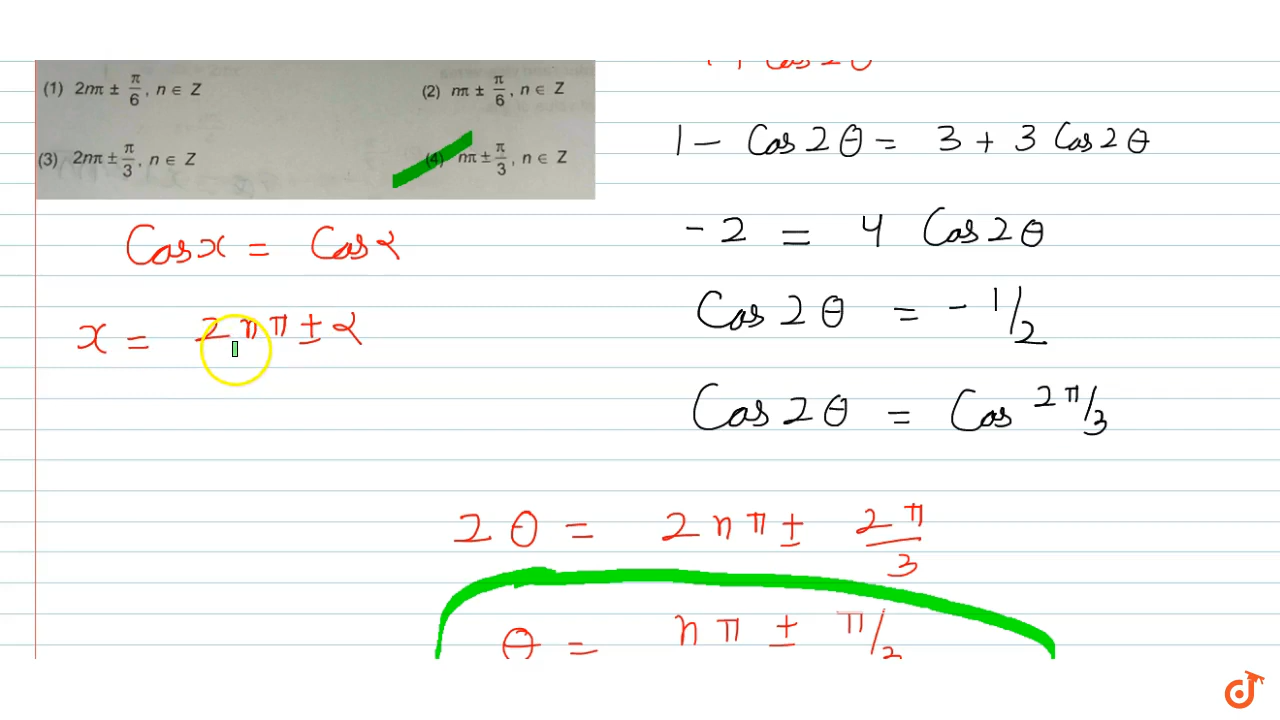 (1) 2nπ ± π/6, n ∈ Z
(2) nπ ± π/6, n ∈ Z
(3) 2nπ ± π/3, n ∈ Z
(4) nπ ± π/3, n ∈ Z
Cos x = Cos α
x = 2nπ ± α
1 - Cos 2θ = 3 + 3 Cos 2θ
-2 = 4 Cos 2θ
Cos 2θ = -1/2
Cos 2θ = Cos 2π/3
2θ = 2nπ ± 2π/3
θ = nπ ± π/